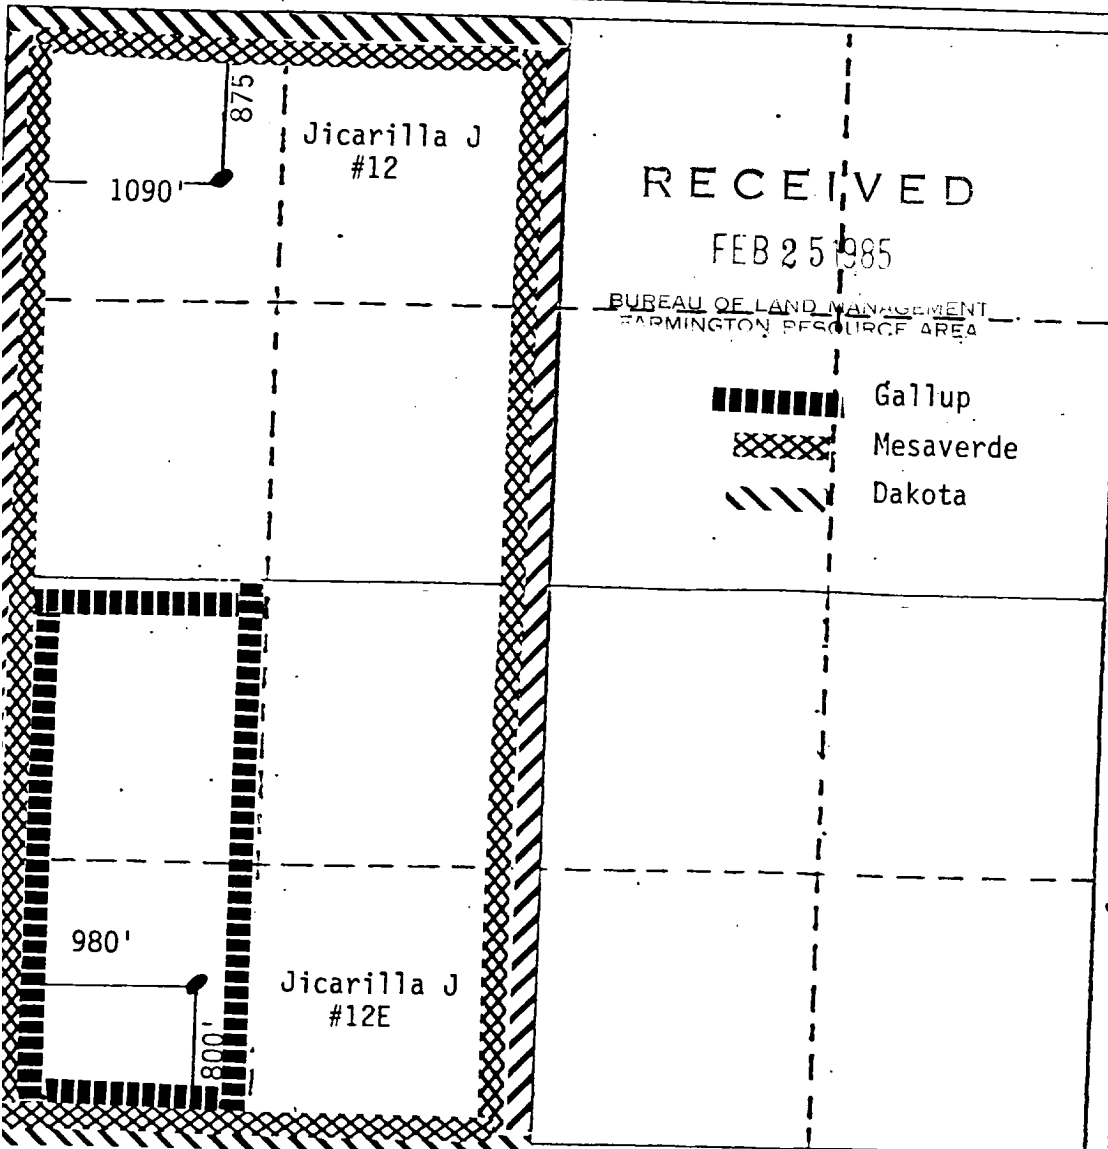 875
Jicarilla J
#12
1090'
RECEIVED
FEB 25 1985
BUREAU OF LAND MANAGEMENT
FARMINGTON RESOURCE AREA
Gallup
Mesaverde
Dakota
980'
Jicarilla J
#12E
800'